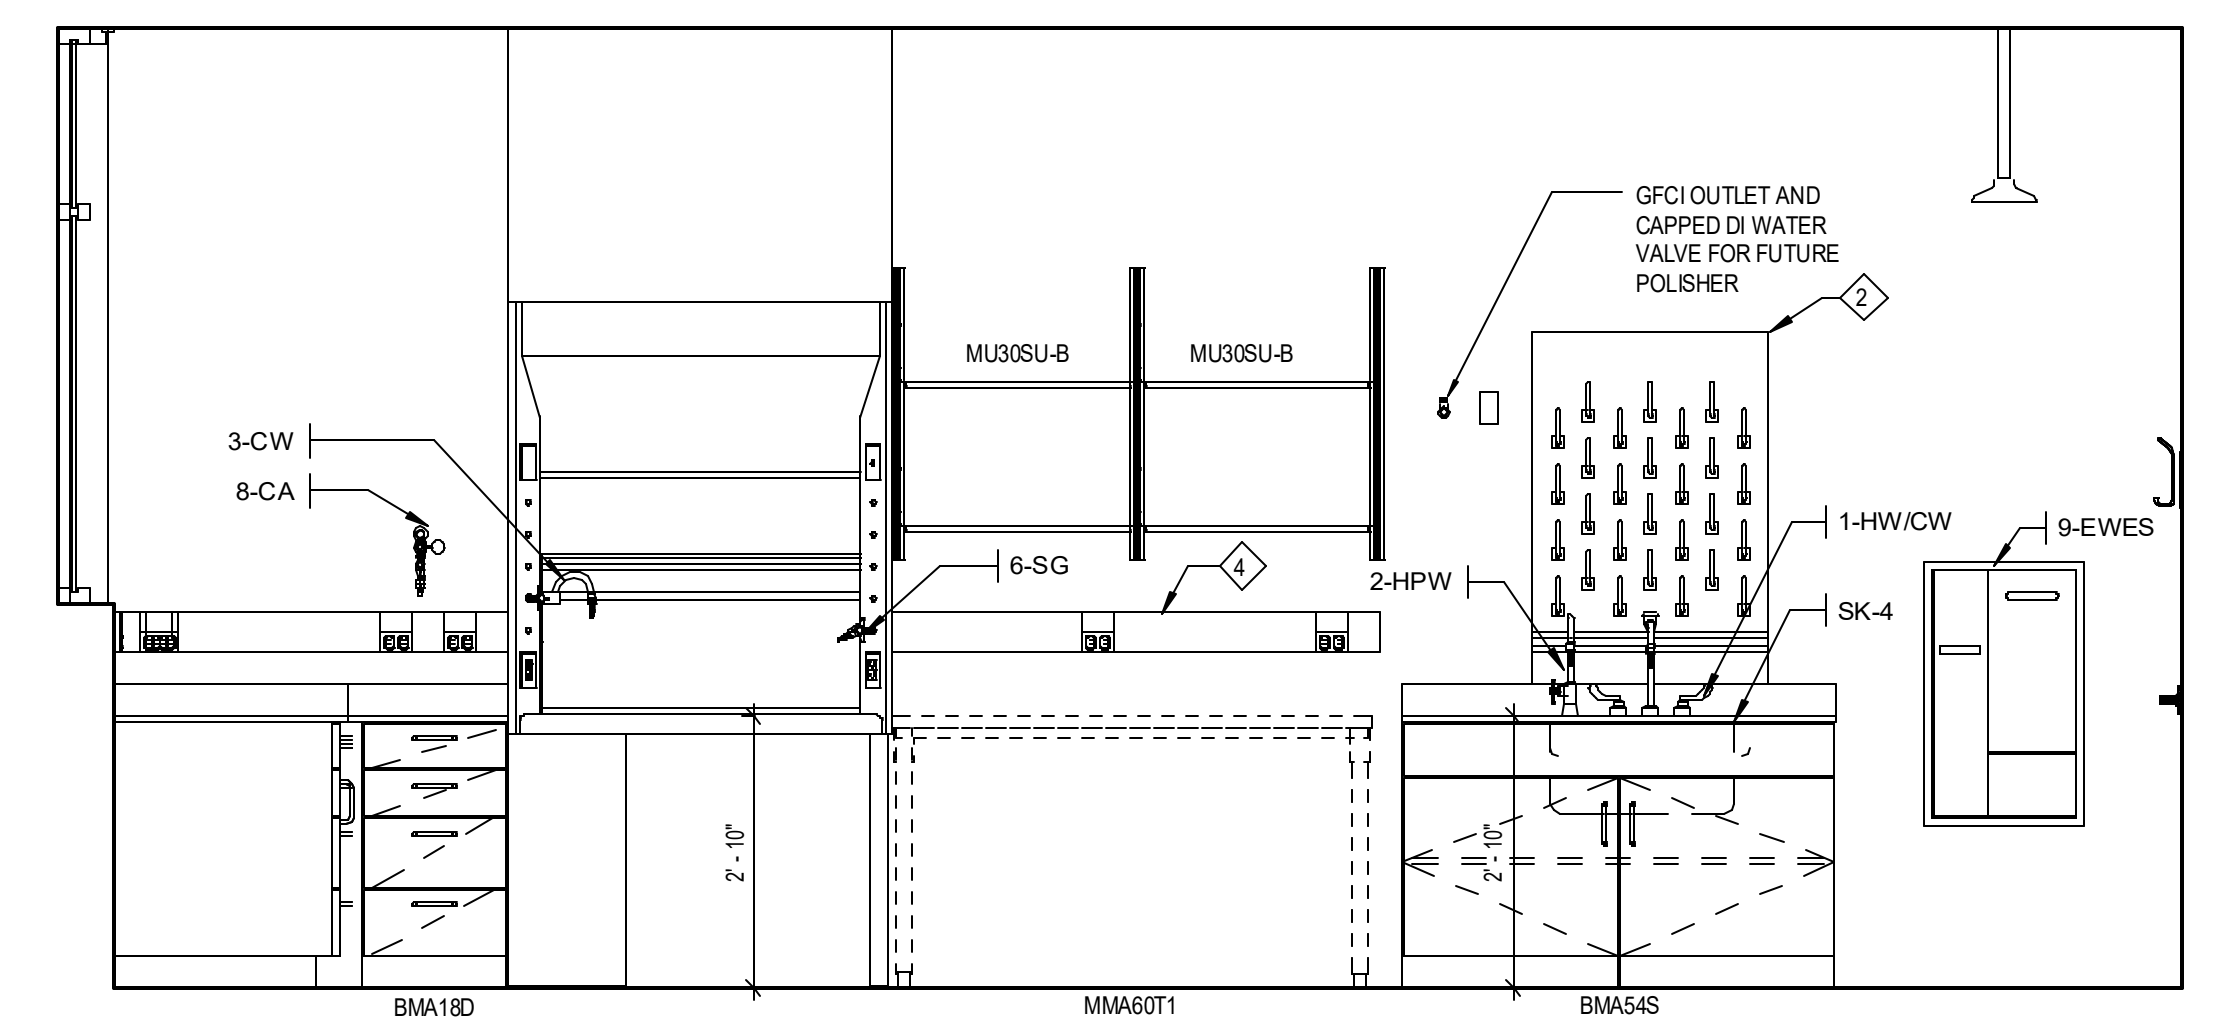 GFCI OUTLET AND
CAPPED DI WATER
VALVE FOR FUTURE
POLISHER
2
MU30SU-B
MU30SU-B
3-CW
8-CA
6-SG
4
2-HPW
1-HW/CW
9-EWES
SK-4
2' - 10"
2' - 10"
BMA18D
MMA60T1
BMA54S